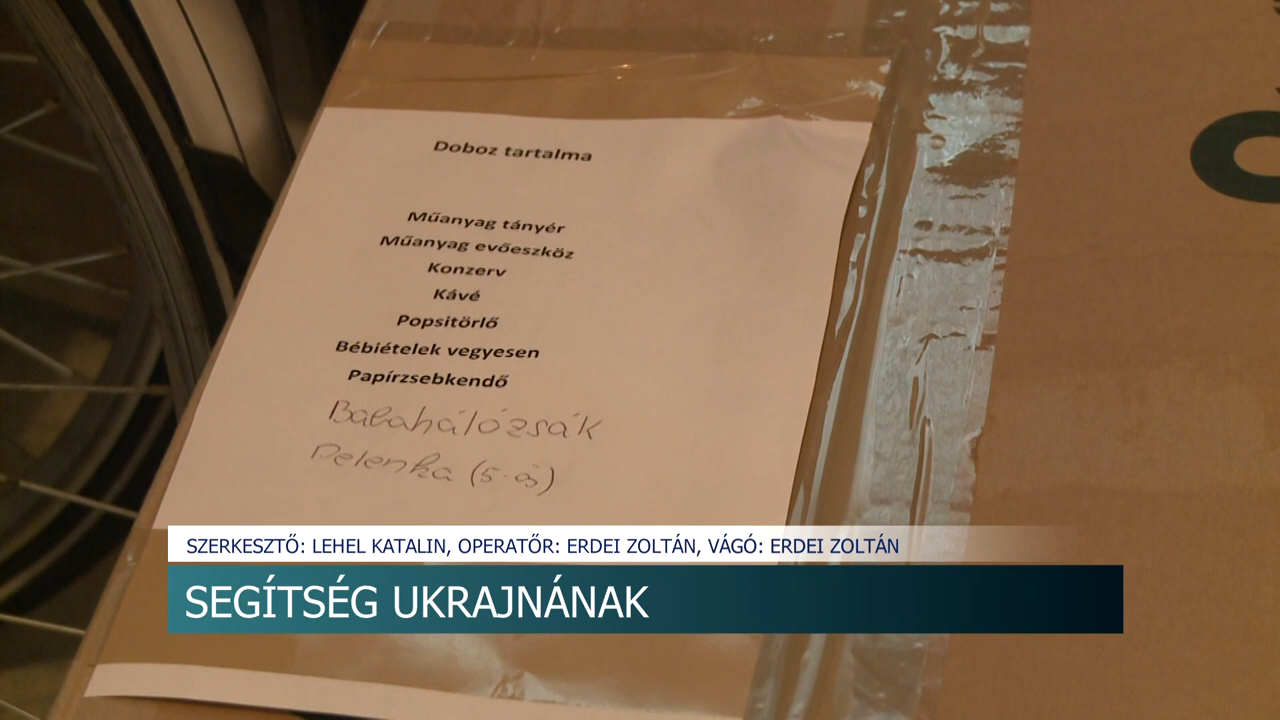 Doboz tartalma
Műanyag tányér
Műanyag evőeszköz
Konzerv
Kávé
Popsitörlő
Bébiételek vegyesen
Papírzsebkendő
Babahálózsák
Pelenka (5-ös)
SZERKESZTŐ: LEHEL KATALIN, OPERATŐR: ERDEI ZOLTÁN, VÁGÓ: ERDEI ZOLTÁN
SEGÍTSÉG UKRAJNÁNAK